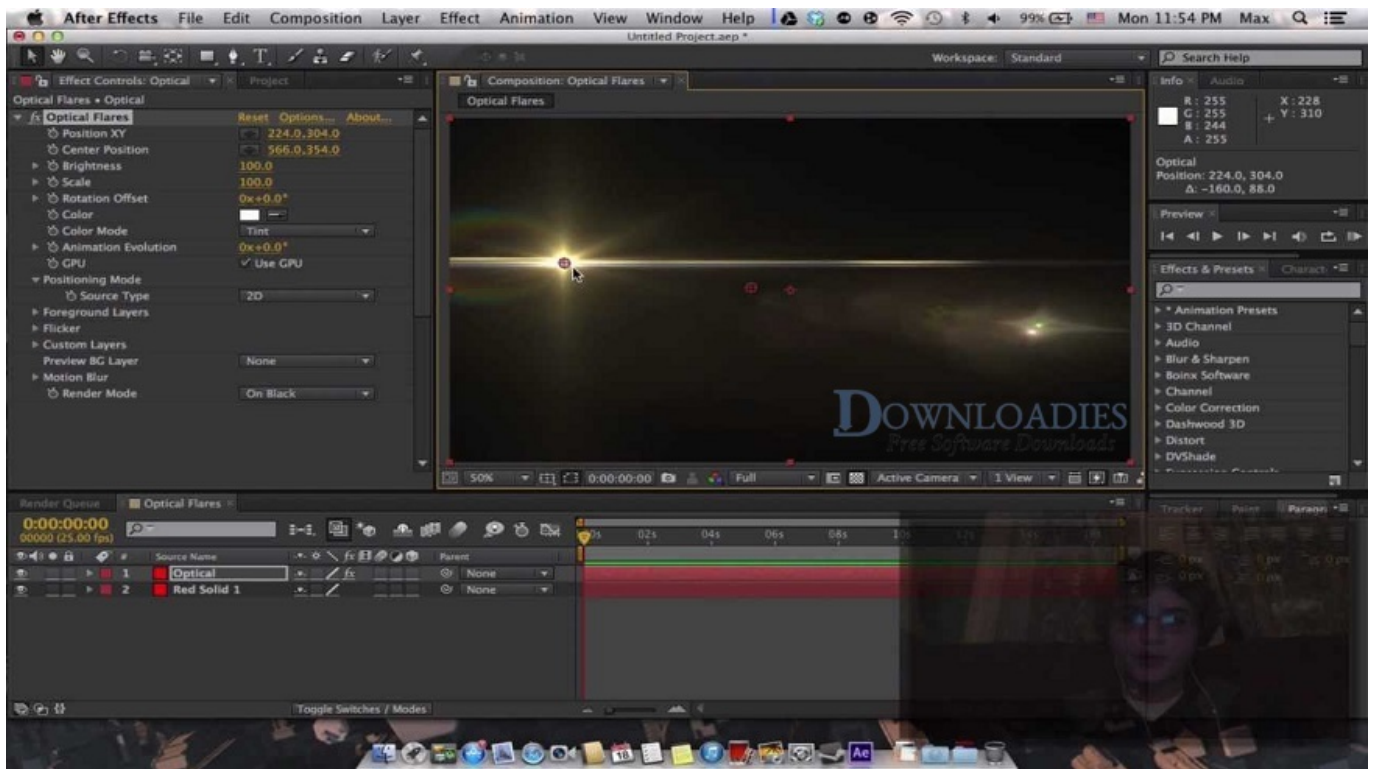 After Effects File Edit Composition Layer Effect Animation View Window Help 99% Mon 11:54 PM Max
Untitled Project.aep *
Workspace: Standard Search Help
Effect Controls: Optical Project
Optical Flares • Optical
fx Optical Flares Reset Options... About...
Position XY 224.0,304.0
Center Position 566.0,354.0
Brightness 100.0
Scale 100.0
Rotation Offset 0x+0.0°
Color
Color Mode Tint
Animation Evolution 0x+0.0°
GPU Use GPU
Positioning Mode
Source Type 2D
Foreground Layers
Flicker
Custom Layers
Preview BG Layer None
Motion Blur
Render Mode On Black
Composition: Optical Flares
Optical Flares
DOWNLOADIES
Free Software Downloads
50% 0:00:00:00 Full Active Camera 1 View
Info Audio
R: 255 X: 228
G: 255 Y: 310
B: 244
A: 255
Optical
Position: 224.0, 304.0
Δ: -160.0, 88.0
Preview
Effects & Presets Charact
* Animation Presets
3D Channel
Audio
Blur & Sharpen
Boinx Software
Channel
Color Correction
Dashwood 3D
Distort
DVShade
Render Queue Optical Flares
0:00:00:00
00000 (25.00 fps)
02s 04s 06s 08s
# Source Name Parent
1 Optical fx None
2 Red Solid 1 None
Toggle Switches / Modes
Tracker Paint Paragr
18
Ae